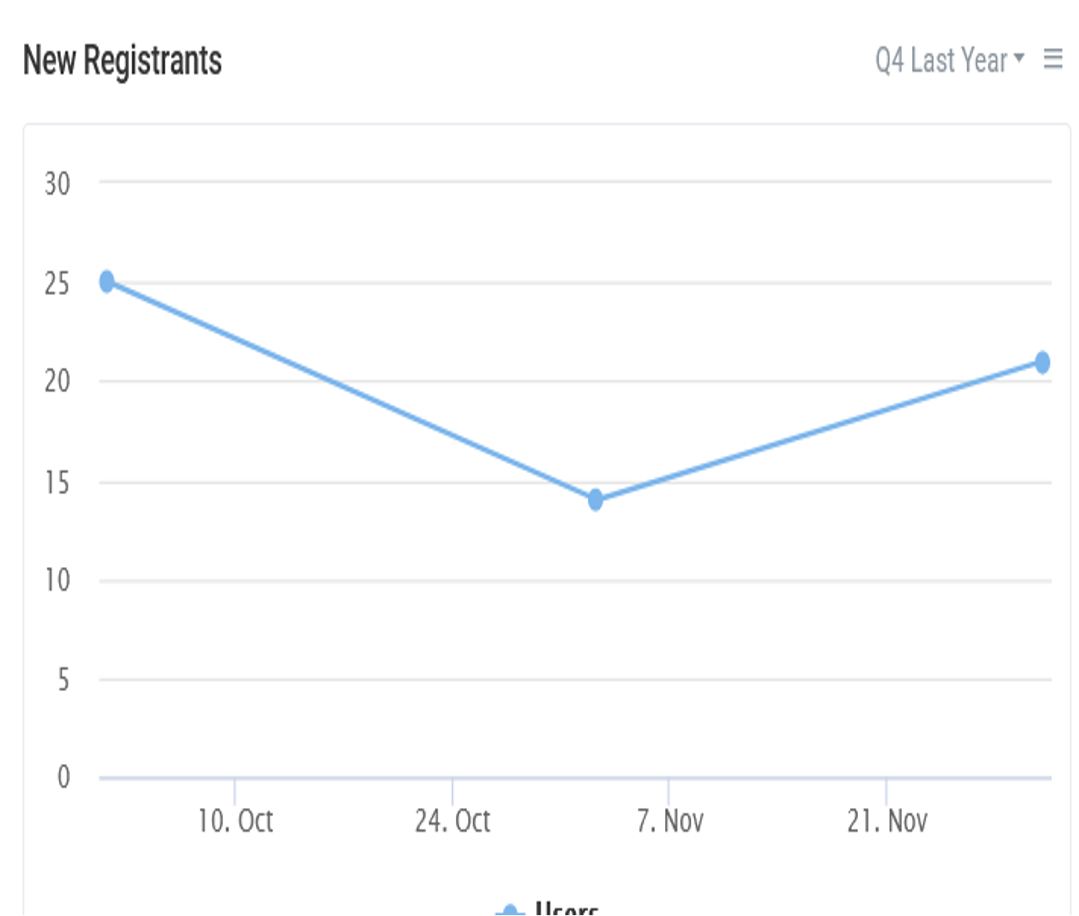 New Registrants
Q4 Last Year
30
25
20
15
10
5
0
10. Oct
24. Oct
7. Nov
21. Nov
Users